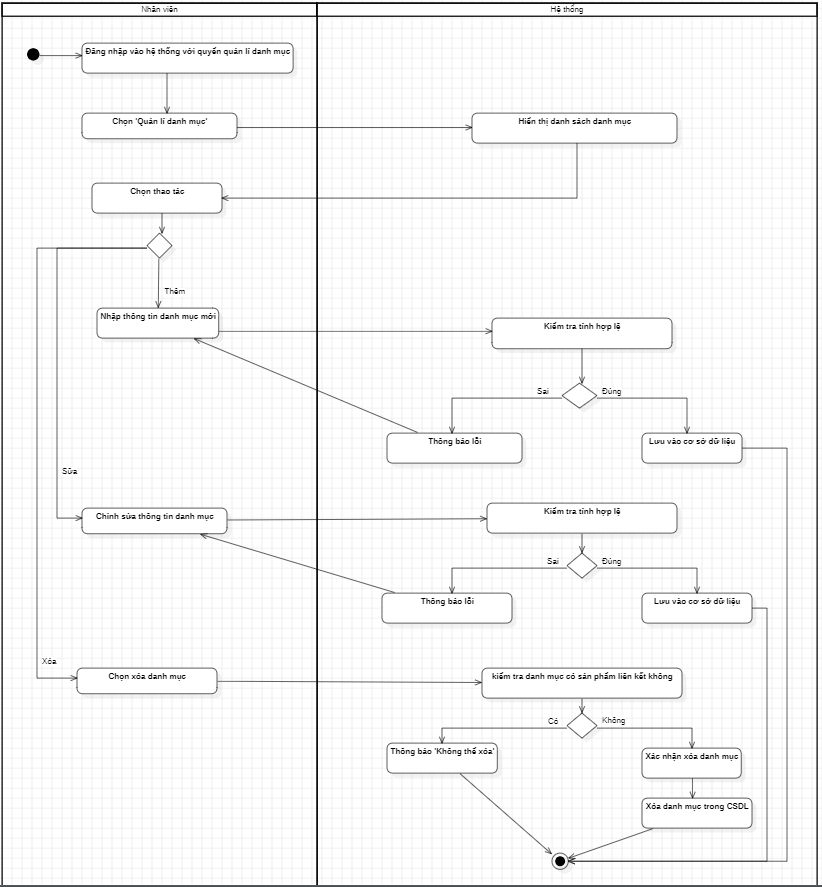 Nhân viên
Hệ thống
Đăng nhập vào hệ thống với quyền quản lí danh mục
Chọn 'Quản lí danh mục'
Hiển thị danh sách danh mục
Chọn thao tác
Thêm
Nhập thông tin danh mục mới
Kiểm tra tính hợp lệ
Sai
Đúng
Thông báo lỗi
Lưu vào cơ sở dữ liệu
Sửa
Chỉnh sửa thông tin danh mục
Kiểm tra tính hợp lệ
Sai
Đúng
Thông báo lỗi
Lưu vào cơ sở dữ liệu
Xóa
Chọn xóa danh mục
kiểm tra danh mục có sản phẩm liên kết không
Có
Không
Thông báo 'Không thể xóa'
Xác nhận xóa danh mục
Xóa danh mục trong CSDL